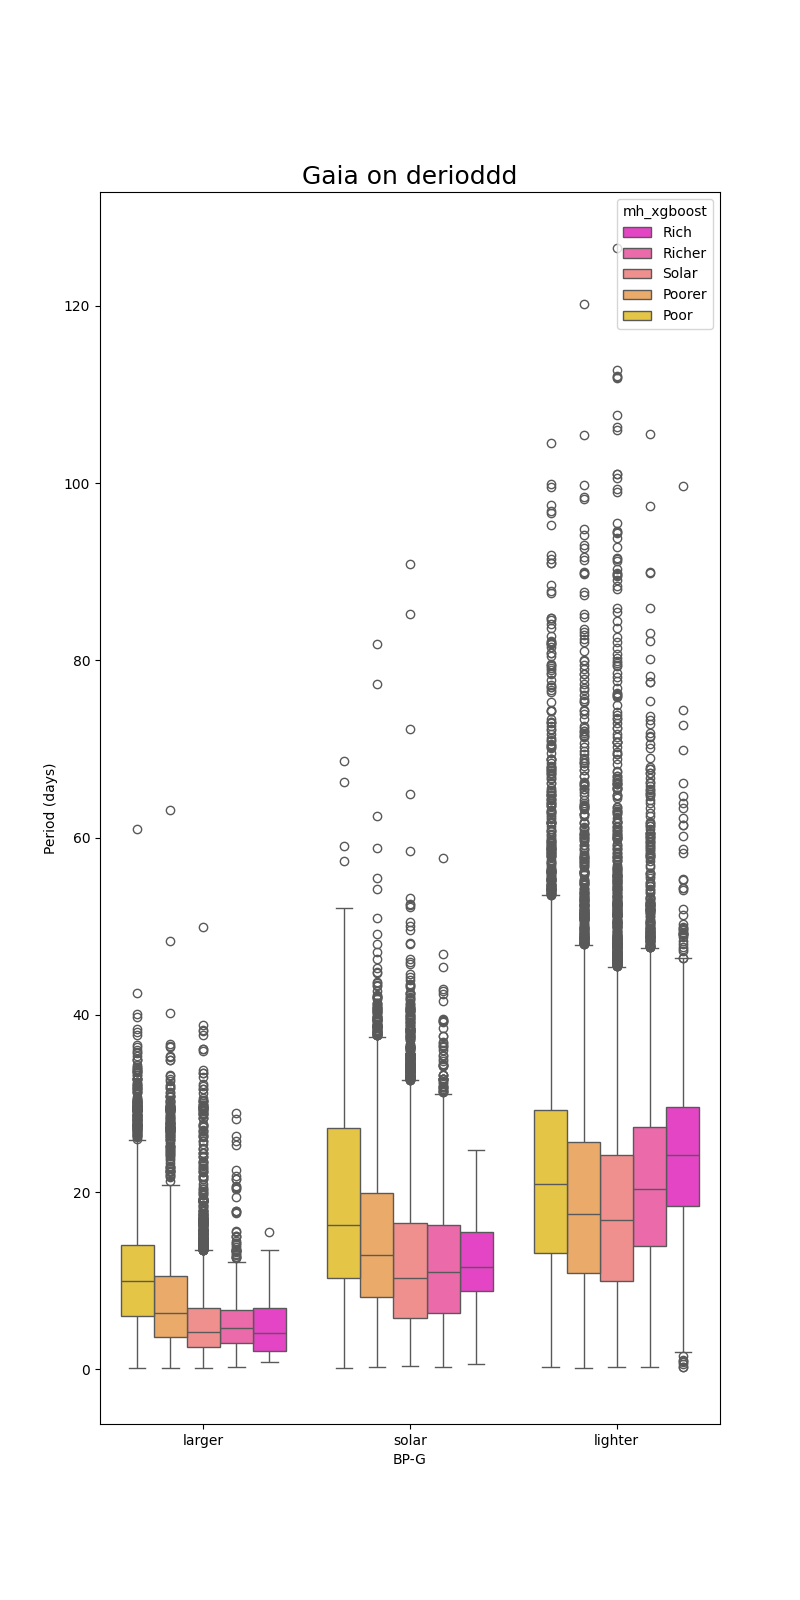 Gaia on derioddd
mh_xgboost
Rich
Richer
Solar
Poorer
Poor
120
100
80
60
40
20
0
Period (days)
larger solar lighter
BP-G